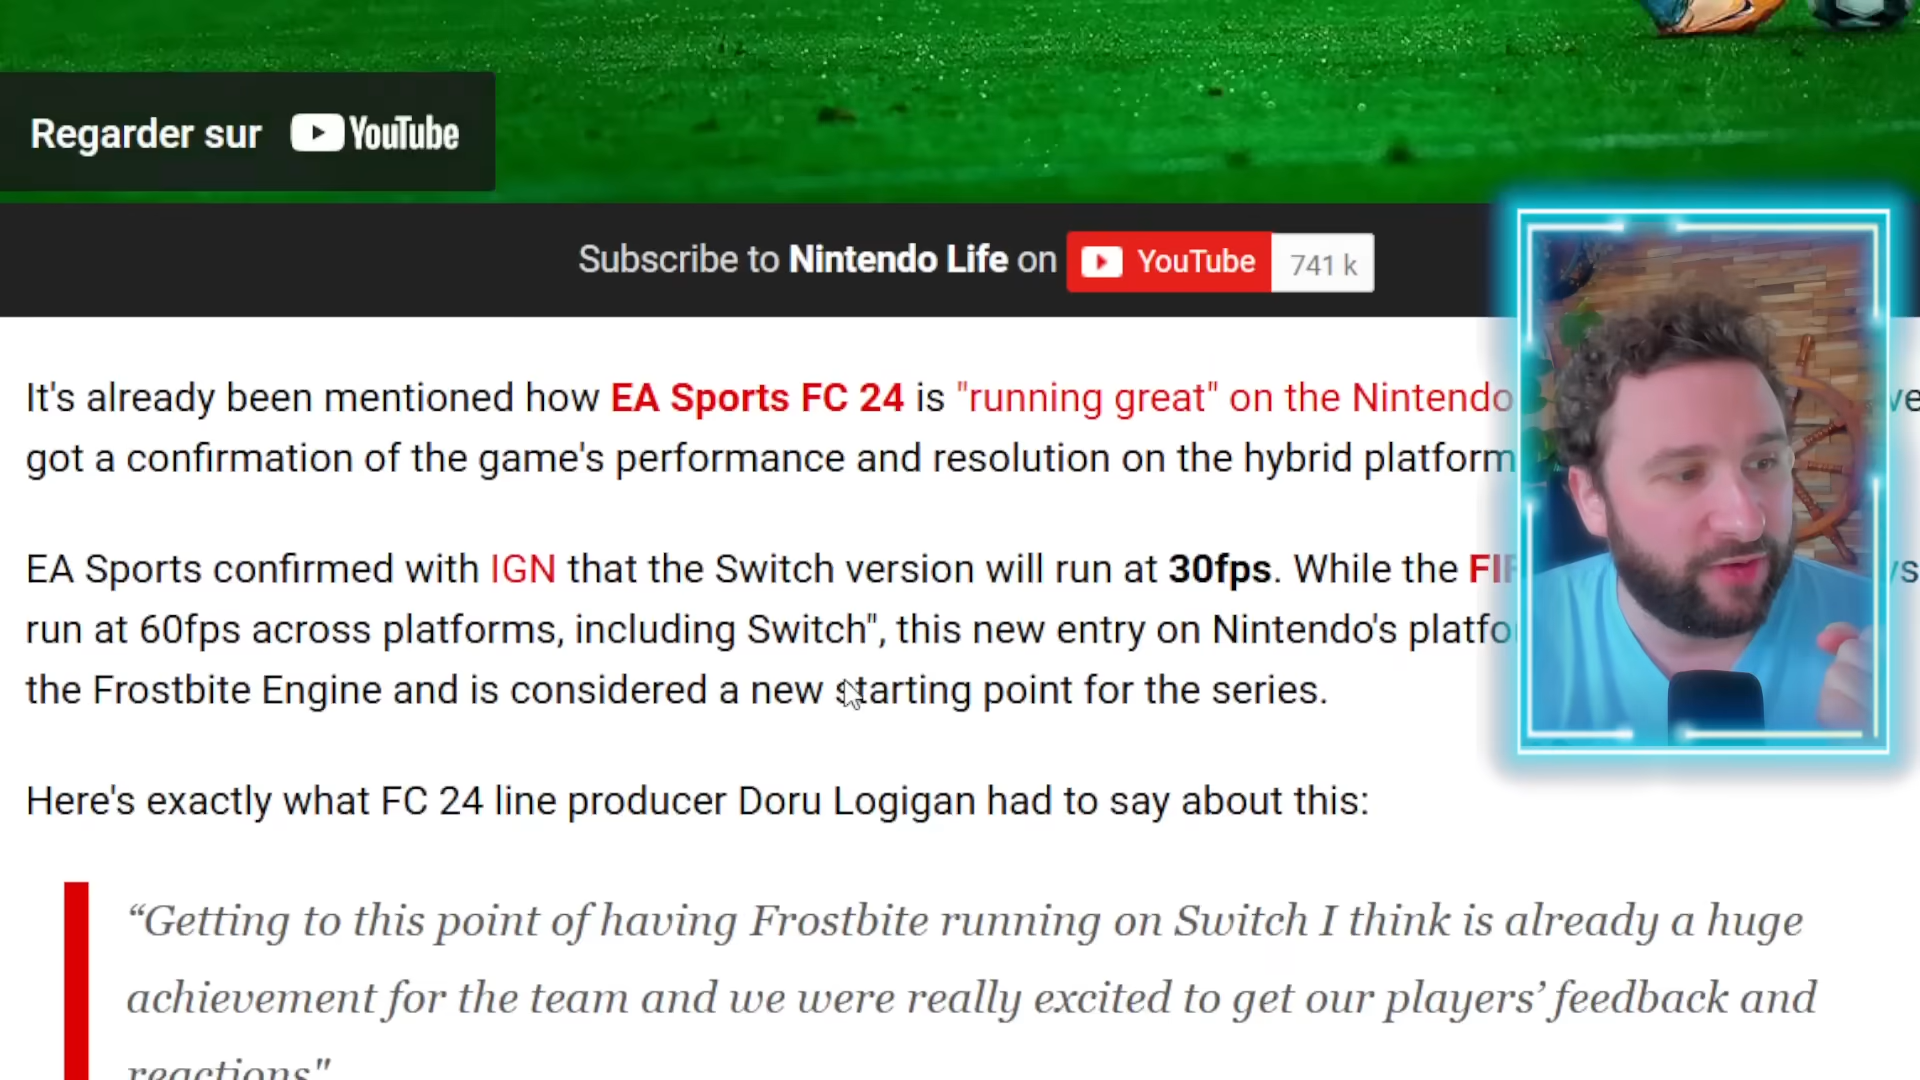 Regarder sur YouTube
Subscribe to Nintendo Life on YouTube 741 k
It's already been mentioned how EA Sports FC 24 is "running great" on the Nintendo
got a confirmation of the game's performance and resolution on the hybrid platform
EA Sports confirmed with IGN that the Switch version will run at 30fps. While the
run at 60fps across platforms, including Switch", this new entry on Nintendo's
the Frostbite Engine and is considered a new starting point for the series.
Here's exactly what FC 24 line producer Doru Logigan had to say about this:
“Getting to this point of having Frostbite running on Switch I think is already a huge
achievement for the team and we were really excited to get our players’ feedback and
reactions"